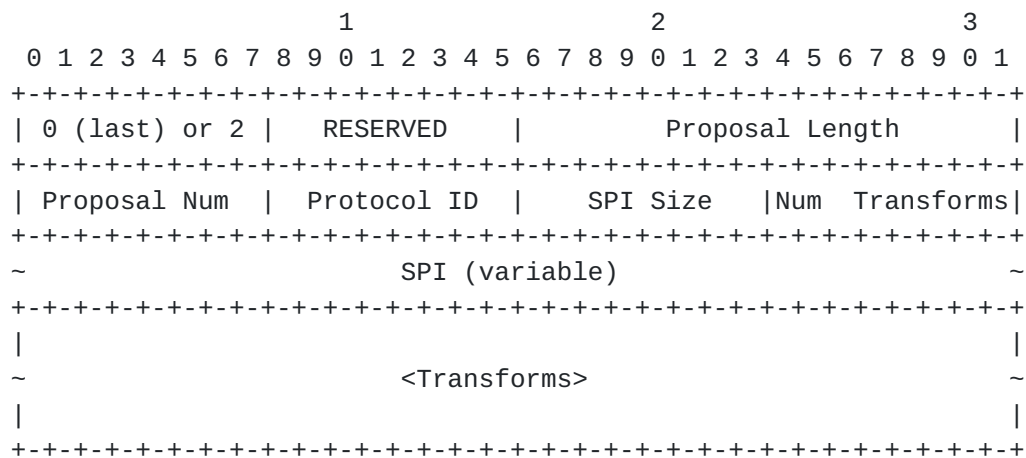 1                   2                   3
 0 1 2 3 4 5 6 7 8 9 0 1 2 3 4 5 6 7 8 9 0 1 2 3 4 5 6 7 8 9 0 1
+-+-+-+-+-+-+-+-+-+-+-+-+-+-+-+-+-+-+-+-+-+-+-+-+-+-+-+-+-+-+-+-+
| 0 (last) or 2 |   RESERVED    |         Proposal Length       |
+-+-+-+-+-+-+-+-+-+-+-+-+-+-+-+-+-+-+-+-+-+-+-+-+-+-+-+-+-+-+-+-+
| Proposal Num  |  Protocol ID  |    SPI Size   |Num  Transforms|
+-+-+-+-+-+-+-+-+-+-+-+-+-+-+-+-+-+-+-+-+-+-+-+-+-+-+-+-+-+-+-+-+
~                        SPI (variable)                         ~
+-+-+-+-+-+-+-+-+-+-+-+-+-+-+-+-+-+-+-+-+-+-+-+-+-+-+-+-+-+-+-+-+
|                                                               |
~                        <Transforms>                           ~
|                                                               |
+-+-+-+-+-+-+-+-+-+-+-+-+-+-+-+-+-+-+-+-+-+-+-+-+-+-+-+-+-+-+-+-+